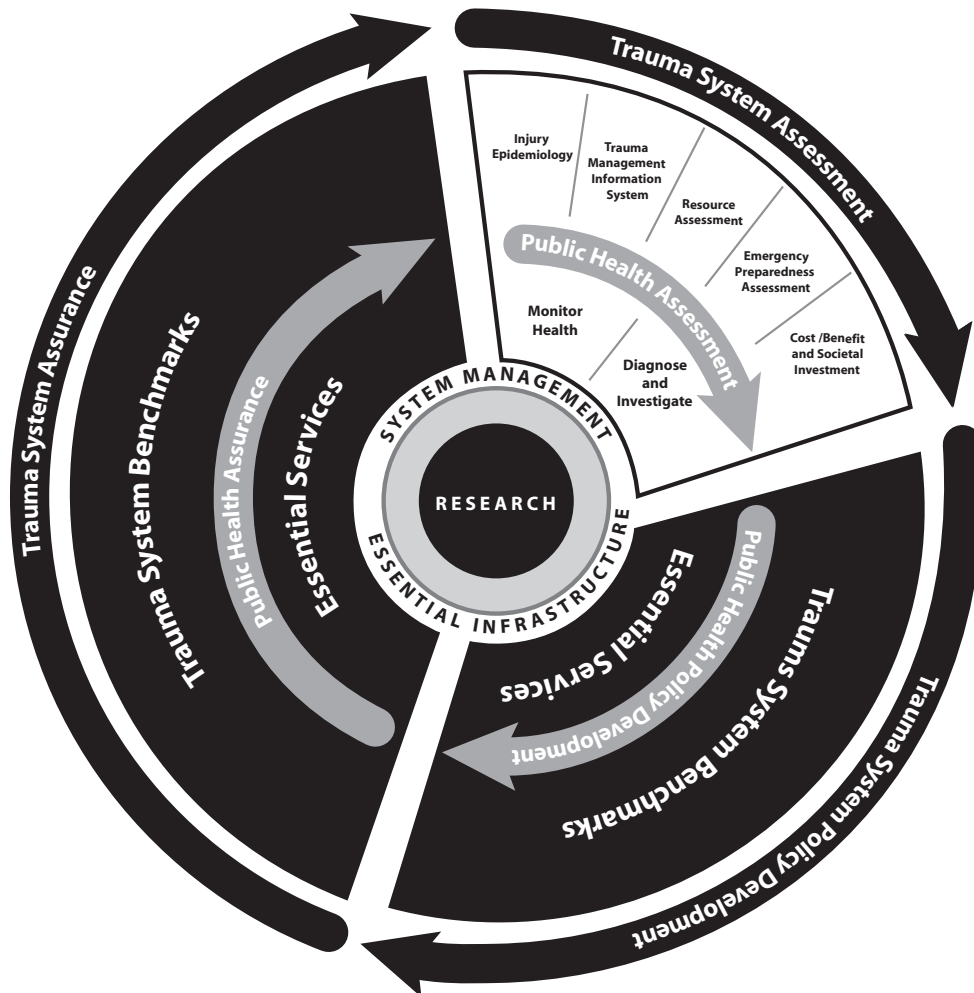 Trauma System Assessment
Injury
Epidemiology
Trauma
Management
Information
System
Resource
Assessment
Emergency
Preparedness
Assessment
Cost /Benefit
and Societal
Investment
Public Health Assessment
Monitor
Health
Diagnose
and
Investigate
SYSTEM MANAGEMENT
RESEARCH
ESSENTIAL INFRASTRUCTURE
Essential Services
Public Health Policy Development
Traums System Benchmarks
Trauma System Policy Development
Essential Services
Public Health Assurance
Trauma System Benchmarks
Trauma System Assurance